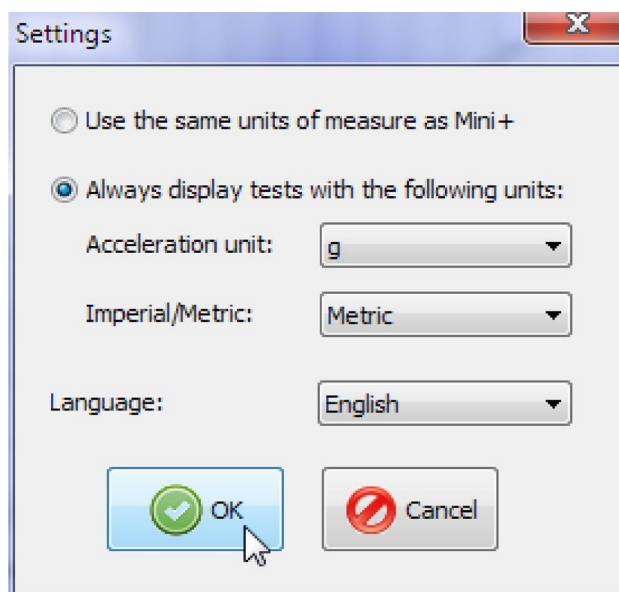 Settings
Use the same units of measure as Mini+
Always display tests with the following units:
Acceleration unit: g
Imperial/Metric: Metric
Language: English
OK Cancel